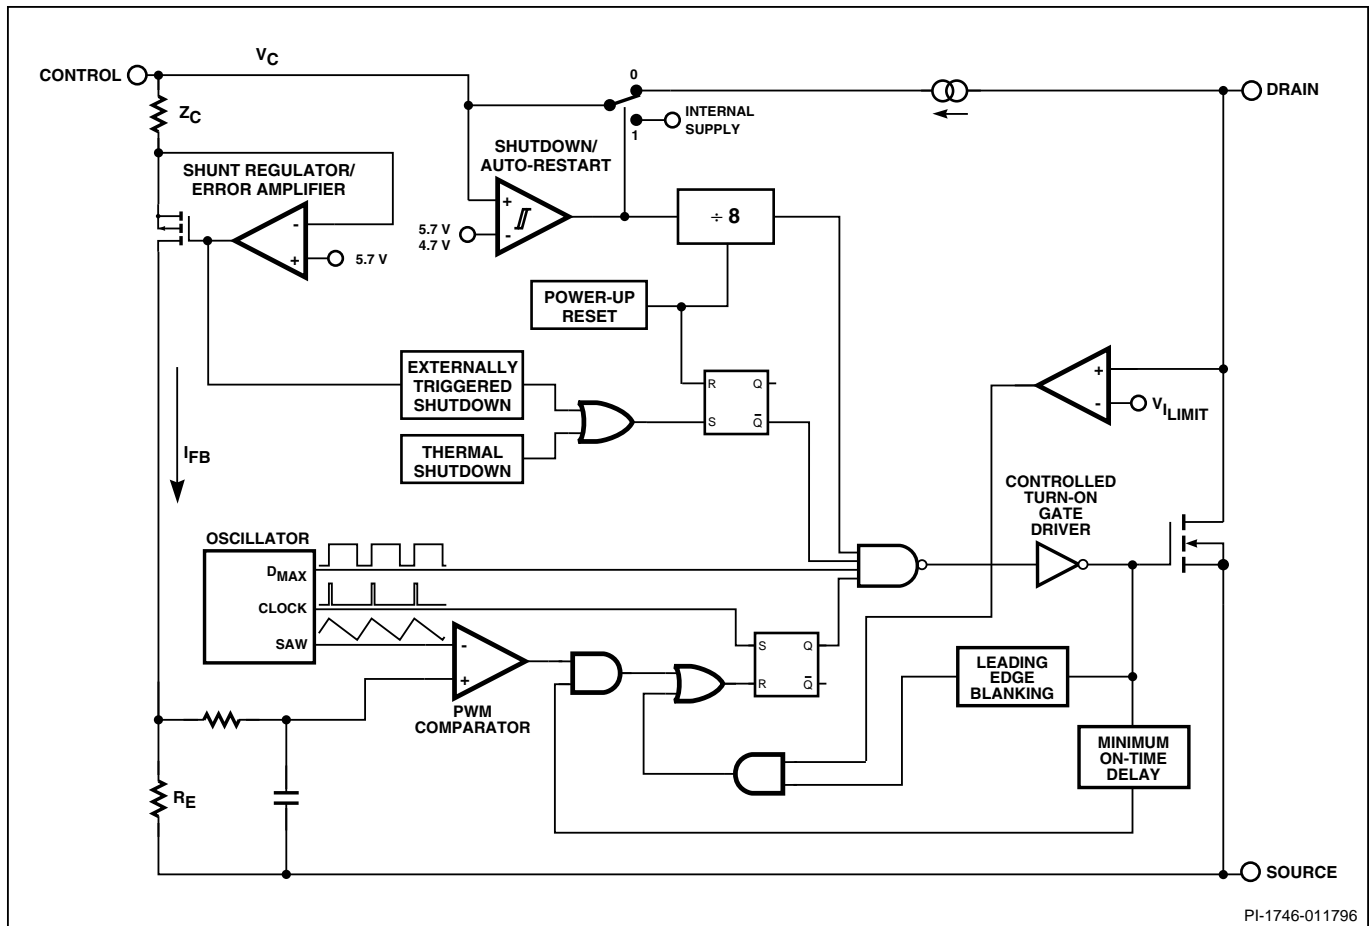 V_C
CONTROL
0
DRAIN
Z_C
INTERNAL
SUPPLY
1
SHUTDOWN/
AUTO-RESTART
SHUNT REGULATOR/
ERROR AMPLIFIER
+
-
÷ 8
5.7 V
4.7 V
-
+
5.7 V
POWER-UP
RESET
EXTERNALLY
TRIGGERED
SHUTDOWN
R
Q
S
Q̅
+
-
V_I_LIMIT
THERMAL
SHUTDOWN
I_FB
CONTROLLED
TURN-ON
GATE
DRIVER
OSCILLATOR
D_MAX
CLOCK
SAW
-
+
PWM
COMPARATOR
S
Q
R
Q̅
LEADING
EDGE
BLANKING
MINIMUM
ON-TIME
DELAY
R_E
SOURCE
PI-1746-011796